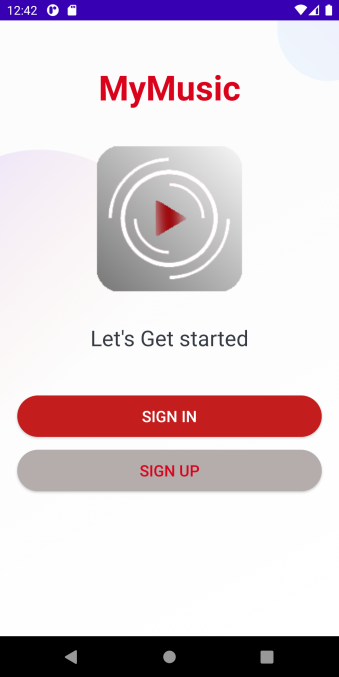 12:42
MyMusic
Let's Get started
SIGN IN
SIGN UP